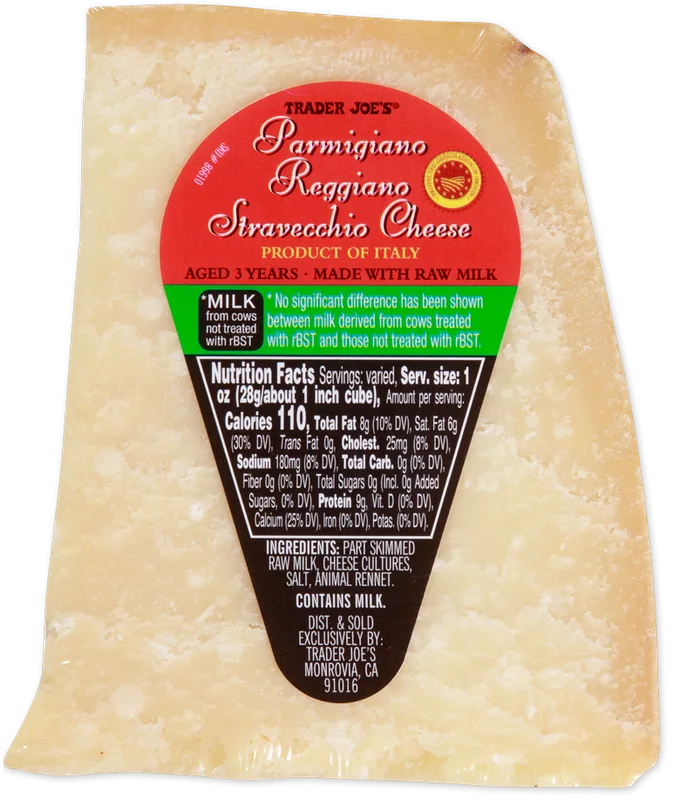 TRADER JOE'S®
Parmigiano
Reggiano
Stravecchio Cheese
PRODUCT OF ITALY
AGED 3 YEARS · MADE WITH RAW MILK
SKU# 01998
*MILK
from cows
not treated
with rBST
* No significant difference has been shown
between milk derived from cows treated
with rBST and those not treated with rBST.
Nutrition Facts Servings: varied, Serv. size: 1
oz (28g/about 1 inch cube), Amount per serving:
Calories 110, Total Fat 8g (10% DV), Sat. Fat 6g
(30% DV), Trans Fat 0g, Cholest. 25mg (8% DV),
Sodium 180mg (8% DV), Total Carb. 0g (0% DV),
Fiber 0g (0% DV), Total Sugars 0g (Incl. 0g Added
Sugars, 0% DV), Protein 9g, Vit. D (0% DV),
Calcium (25% DV), Iron (0% DV), Potas. (0% DV).
INGREDIENTS: PART SKIMMED
RAW MILK, CHEESE CULTURES,
SALT, ANIMAL RENNET.
CONTAINS MILK.
DIST. & SOLD
EXCLUSIVELY BY:
TRADER JOE'S
MONROVIA, CA
91016